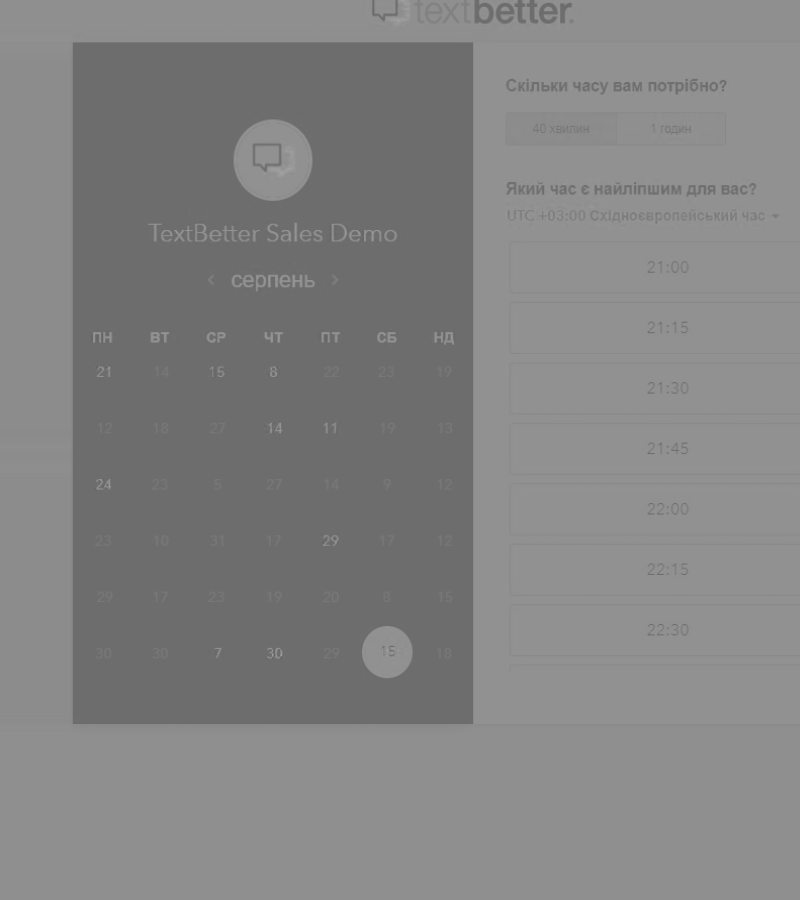 textbetter.
TextBetter Sales Demo
серпень
ПН ВТ СР ЧТ ПТ СБ НД
21 14 15 8 22 23 19
12 18 27 14 11 19 13
24 23 5 27 14 9 12
23 10 31 17 29 17 12
29 17 23 19 20 8 15
30 30 7 30 29 15 18
Скільки часу вам потрібно?
40 хвилин 1 годин
Який час є найліпшим для вас?
UTC +03:00 Східноєвропейський час
21:00
21:15
21:30
21:45
22:00
22:15
22:30